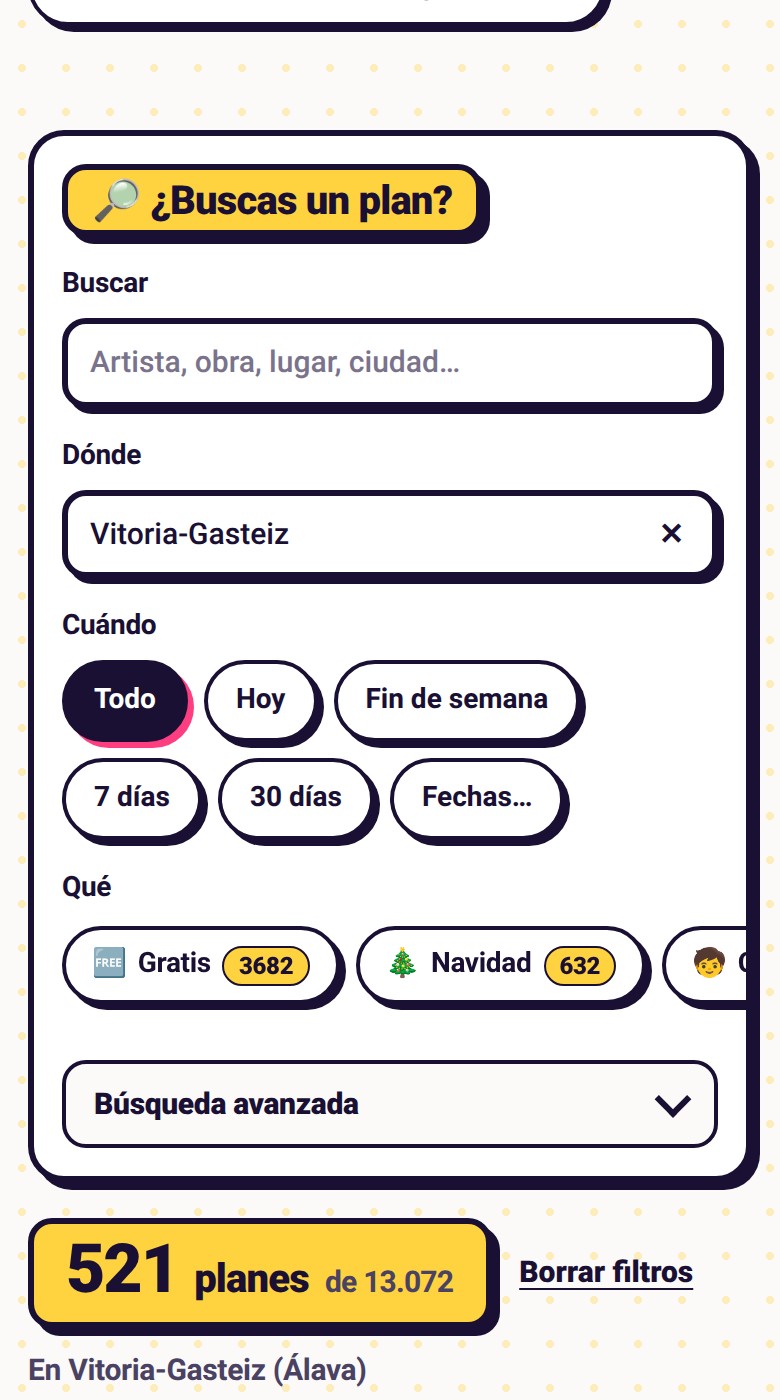 ¿Buscas un plan?
Buscar
Artista, obra, lugar, ciudad...
Dónde
Vitoria-Gasteiz ✕
Cuándo
Todo Hoy Fin de semana
7 días 30 días Fechas...
Qué
FREE Gratis 3682 Navidad 632
Búsqueda avanzada
521 planes de 13.072 Borrar filtros
En Vitoria-Gasteiz (Álava)